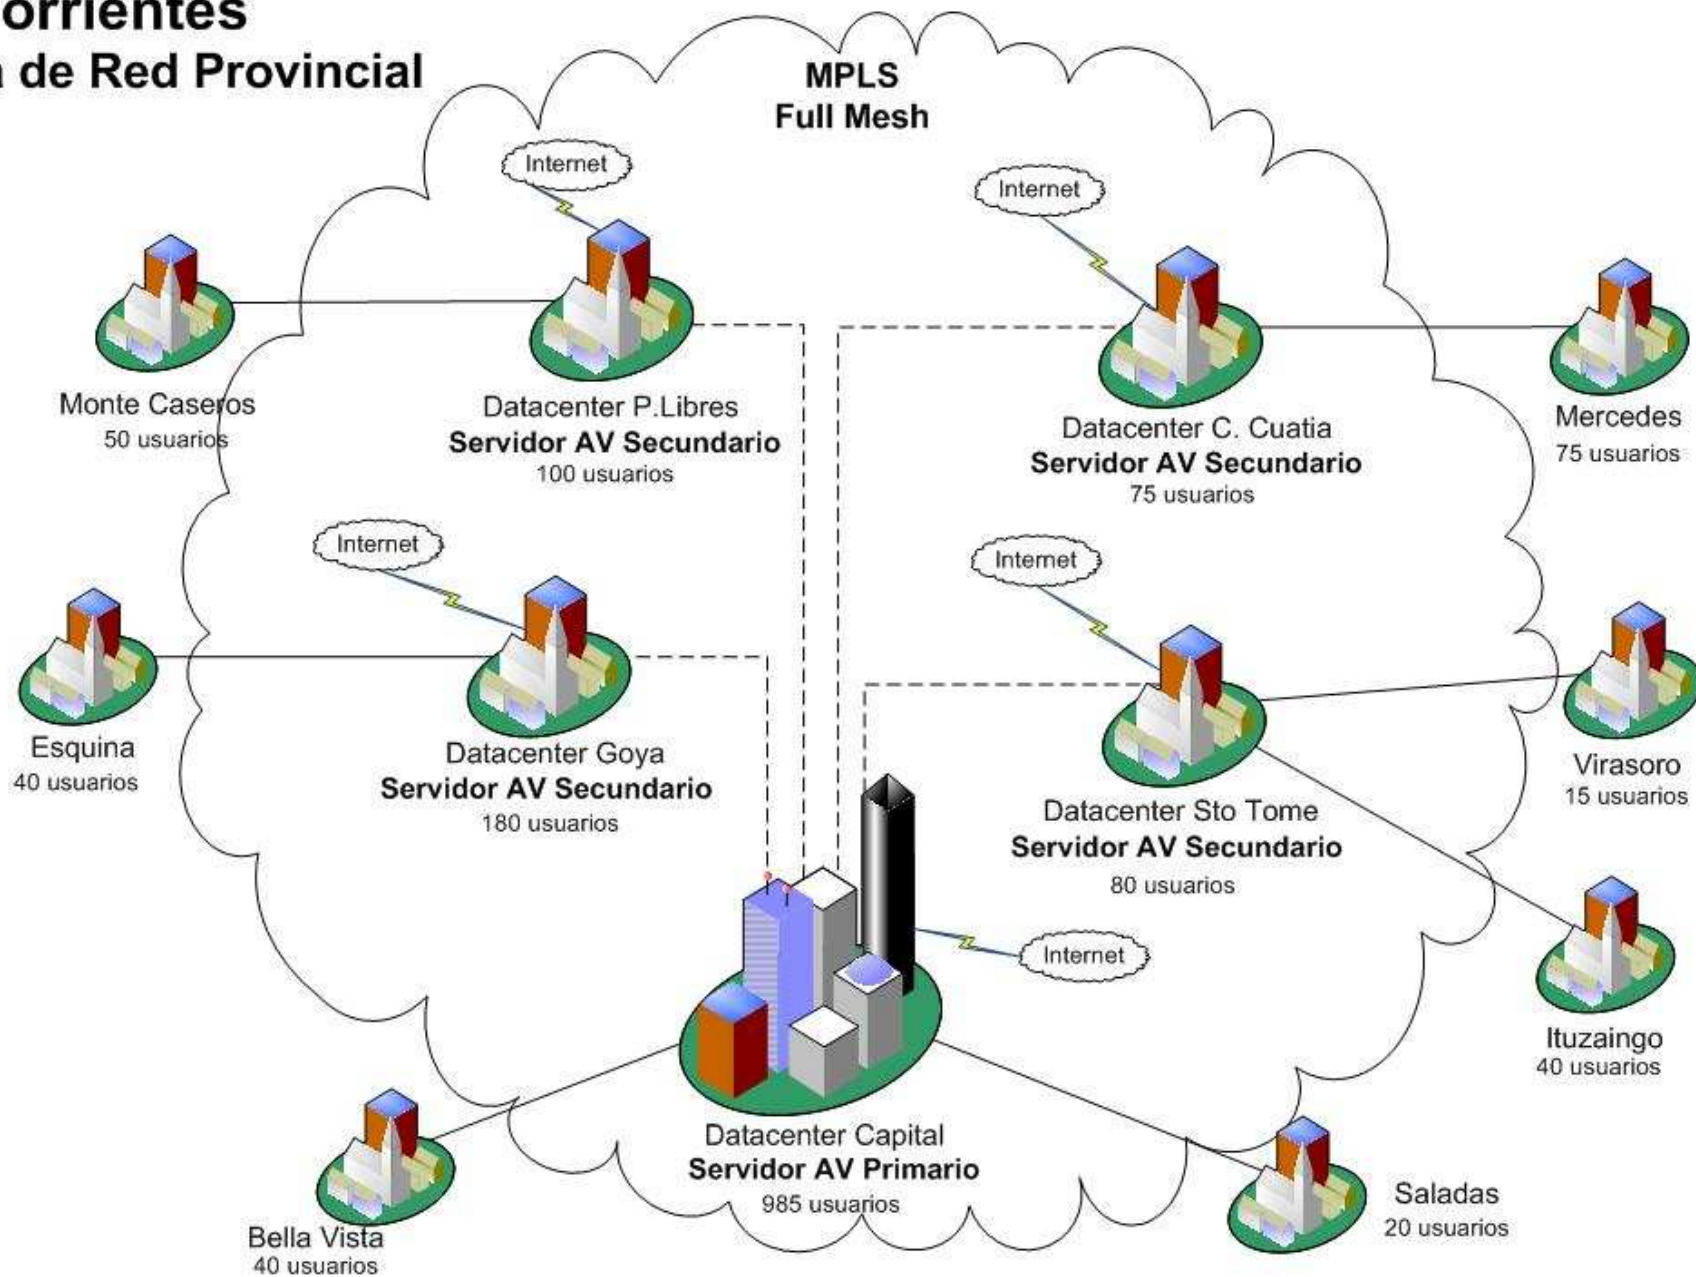 orrientes
de Red Provincial
MPLS
Full Mesh
Internet
Internet
Monte Caseros
50 usuarios
Datacenter P.Libres
Servidor AV Secundario
100 usuarios
Datacenter C. Cuatia
Servidor AV Secundario
75 usuarios
Mercedes
75 usuarios
Internet
Internet
Esquina
40 usuarios
Datacenter Goya
Servidor AV Secundario
180 usuarios
Datacenter Sto Tome
Servidor AV Secundario
80 usuarios
Virasoro
15 usuarios
Internet
Ituzaingo
40 usuarios
Datacenter Capital
Servidor AV Primario
985 usuarios
Bella Vista
40 usuarios
Saladas
20 usuarios